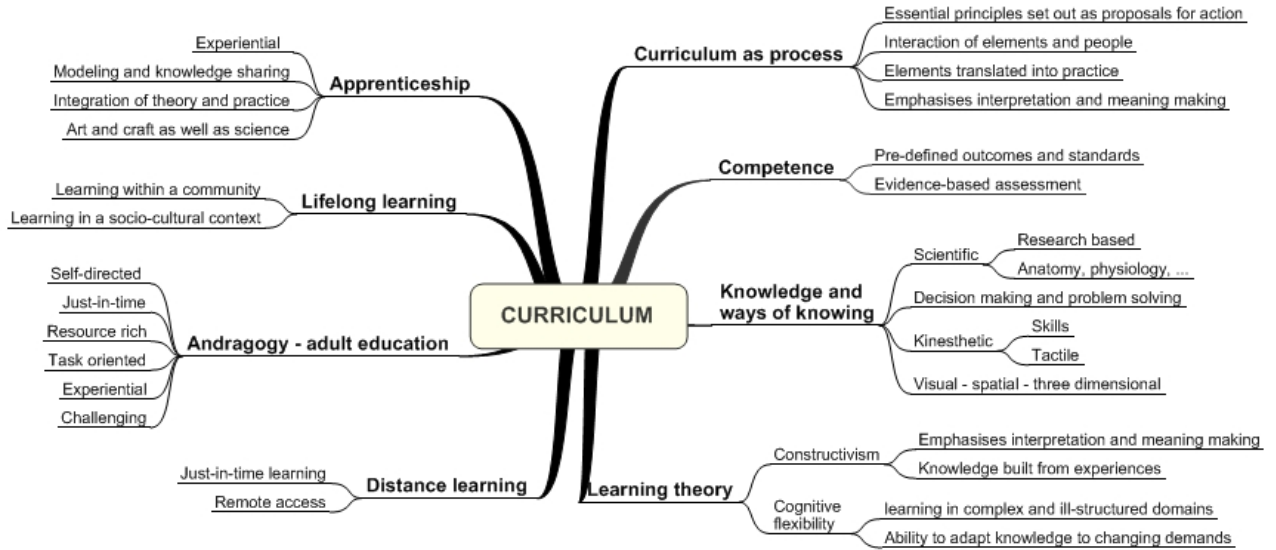 CURRICULUM
Apprenticeship
Experiential
Modeling and knowledge sharing
Integration of theory and practice
Art and craft as well as science
Lifelong learning
Learning within a community
Learning in a socio-cultural context
Andragogy - adult education
Self-directed
Just-in-time
Resource rich
Task oriented
Experiential
Challenging
Distance learning
Just-in-time learning
Remote access
Curriculum as process
Essential principles set out as proposals for action
Interaction of elements and people
Elements translated into practice
Emphasises interpretation and meaning making
Competence
Pre-defined outcomes and standards
Evidence-based assessment
Knowledge and
ways of knowing
Scientific
Research based
Anatomy, physiology, ...
Decision making and problem solving
Kinesthetic
Skills
Tactile
Visual - spatial - three dimensional
Learning theory
Constructivism
Emphasises interpretation and meaning making
Knowledge built from experiences
Cognitive
flexibility
learning in complex and ill-structured domains
Ability to adapt knowledge to changing demands